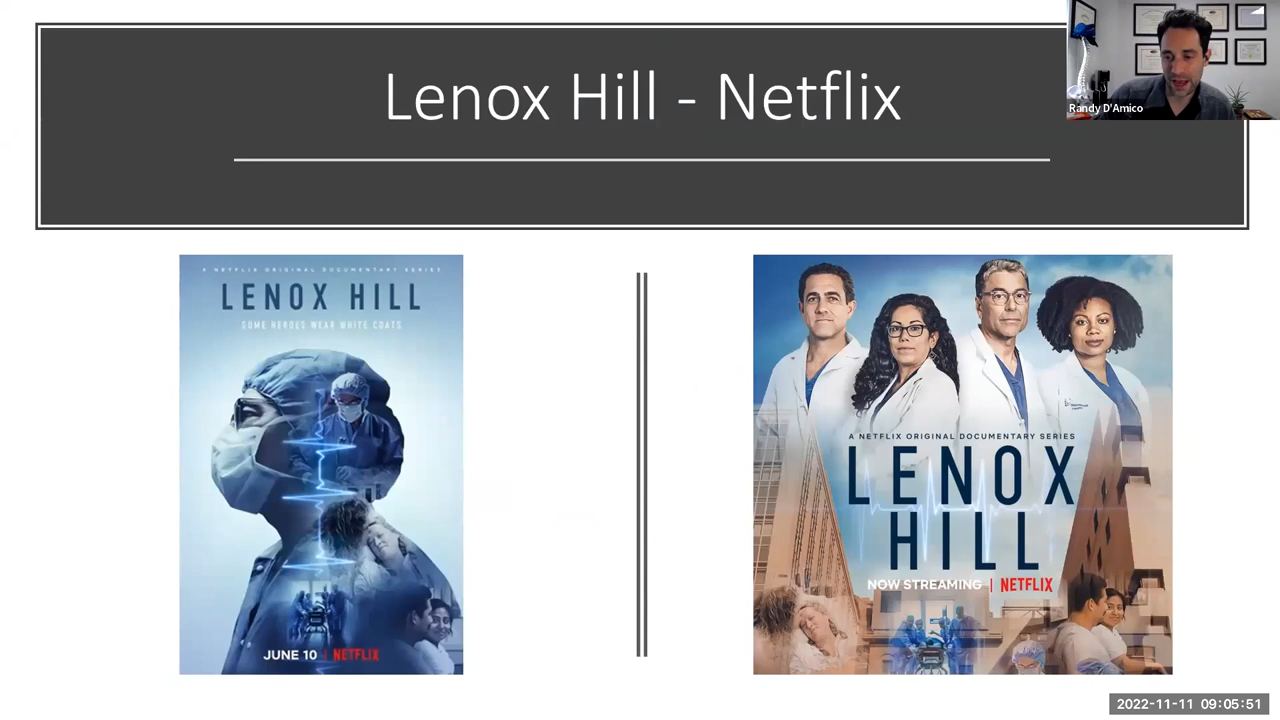 Lenox Hill - Netflix
Randy D'Amico
A NETFLIX ORIGINAL DOCUMENTARY SERIES
LENOX HILL
SOME HEROES WEAR WHITE COATS
JUNE 10 | NETFLIX
A NETFLIX ORIGINAL DOCUMENTARY SERIES
LENOX
HILL
NOW STREAMING | NETFLIX
2022-11-11 09:05:51